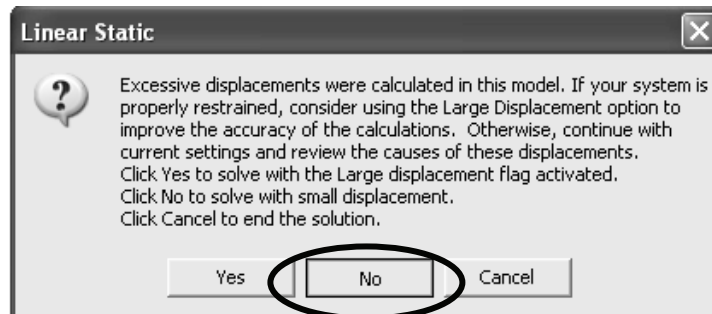 Linear Static
Excessive displacements were calculated in this model. If your system is
properly restrained, consider using the Large Displacement option to
improve the accuracy of the calculations.  Otherwise, continue with
current settings and review the causes of these displacements.
Click Yes to solve with the Large displacement flag activated.
Click No to solve with small displacement.
Click Cancel to end the solution.
Yes No Cancel